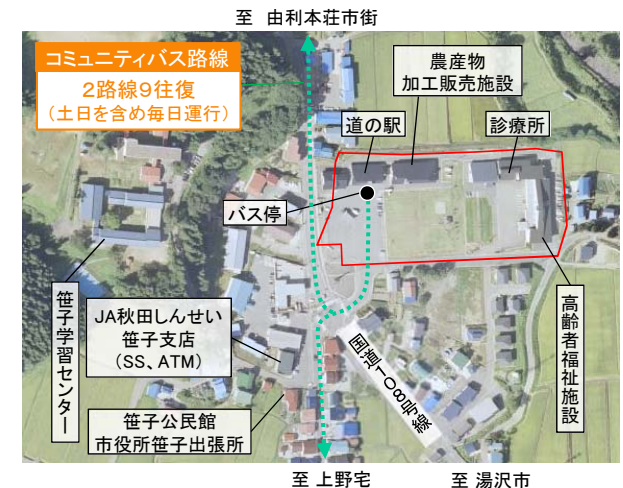 至 由利本荘市街
コミュニティバス路線
2路線9往復
(土日を含め毎日運行)
農産物
加工販売施設
道の駅
診療所
バス停
笹子学習センター
JA秋田しんせい
笹子支店
(SS、ATM)
笹子公民館
市役所笹子出張所
国道108号線
高齢者福祉施設
至 上野宅
至 湯沢市